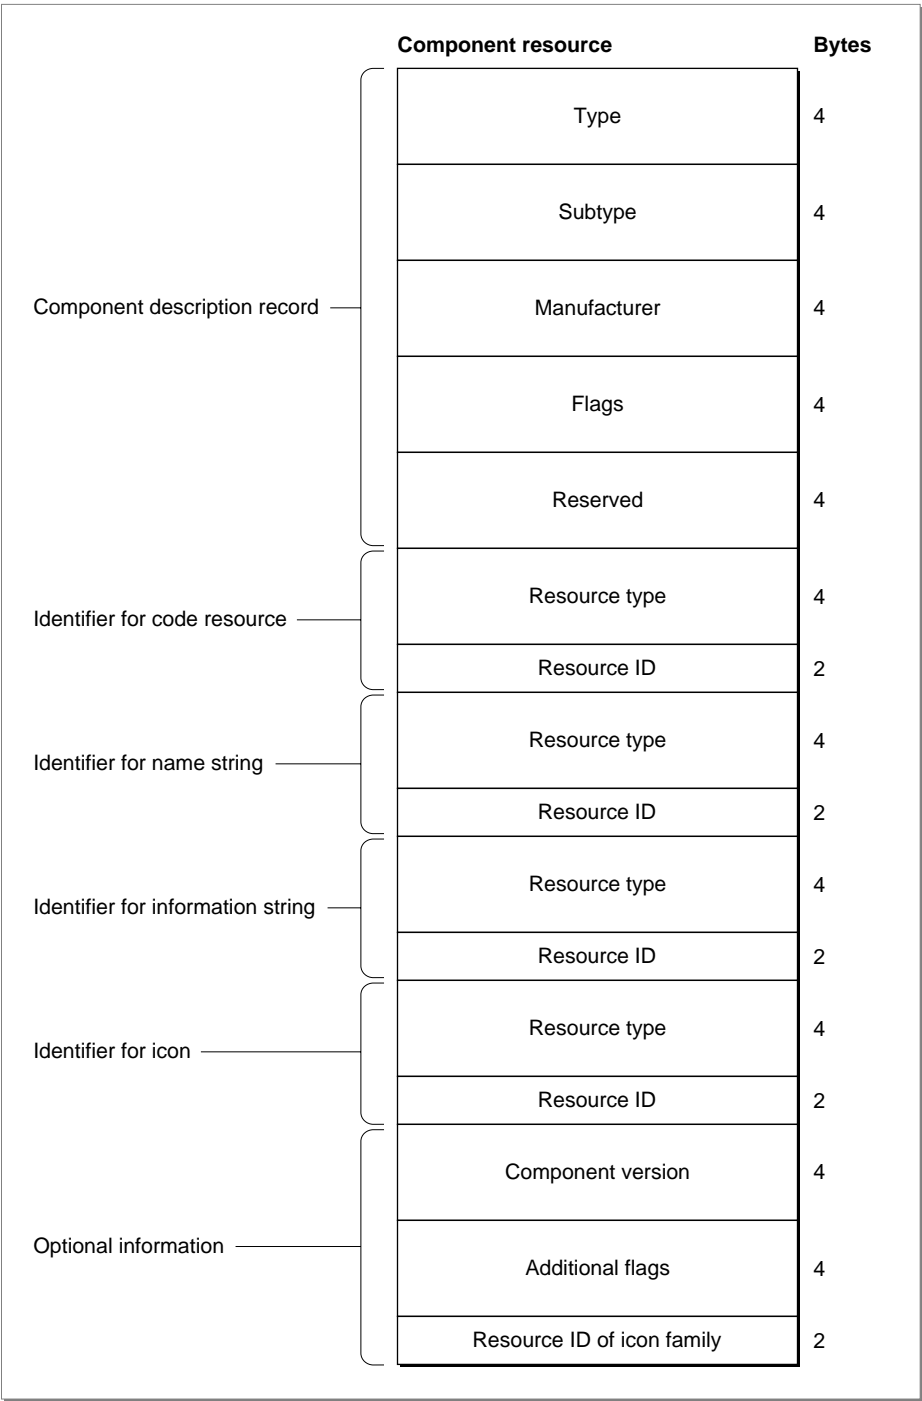 Component resource Bytes
Type 4
Subtype 4
Component description record Manufacturer 4
Flags 4
Reserved 4
Resource type 4
Identifier for code resource
Resource ID 2
Resource type 4
Identifier for name string
Resource ID 2
Resource type 4
Identifier for information string
Resource ID 2
Resource type 4
Identifier for icon
Resource ID 2
Component version 4
Optional information
Additional flags 4
Resource ID of icon family 2